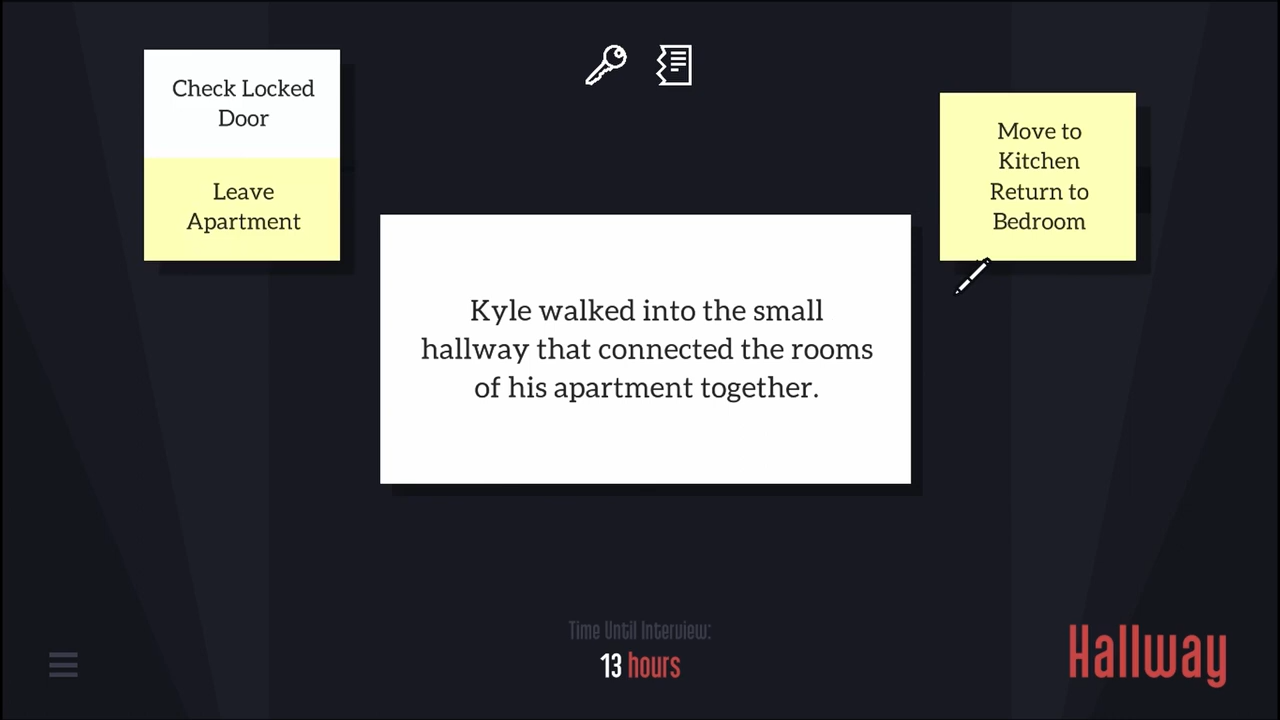 Check Locked
Door
Leave
Apartment
Move to
Kitchen
Return to
Bedroom
Kyle walked into the small
hallway that connected the rooms
of his apartment together.
Time Until Interview:
13 hours
Hallway